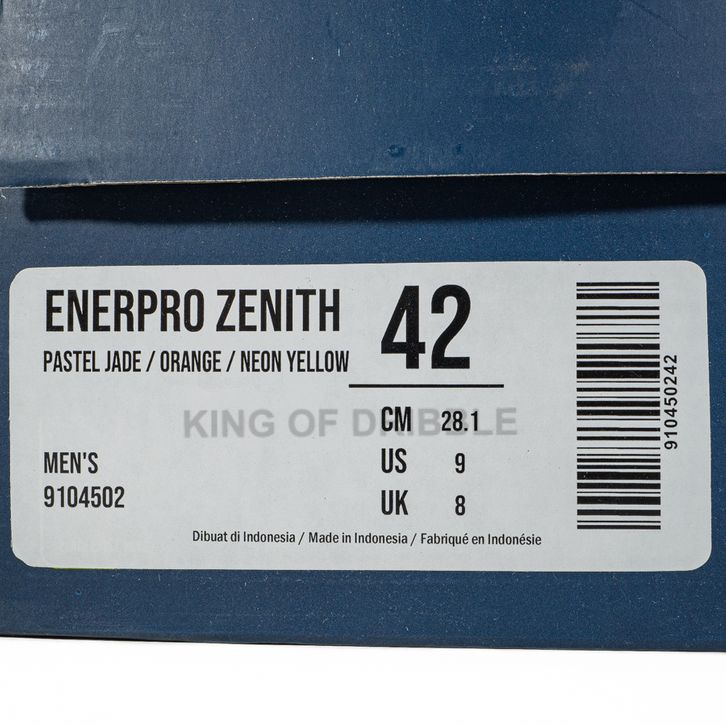 ENERPRO ZENITH
PASTEL JADE / ORANGE / NEON YELLOW
42
KING OF DRIBBLE
CM 28.1
US 9
UK 8
MEN'S
9104502
Dibuat di Indonesia / Made in Indonesia / Fabriqué en Indonésie
910450242